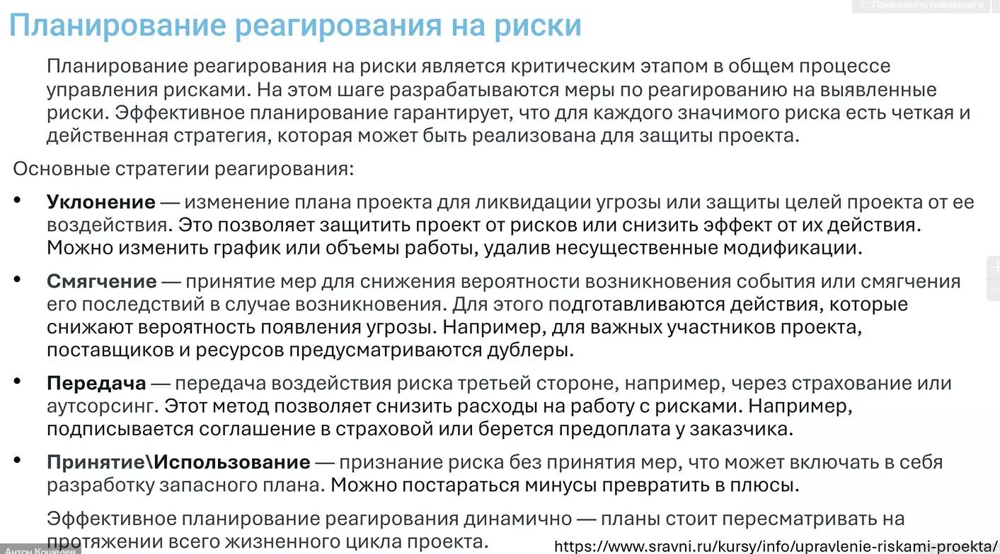 Показывать говорящего
Планирование реагирования на риски
Планирование реагирования на риски является критическим этапом в общем процессе
управления рисками. На этом шаге разрабатываются меры по реагированию на выявленные
риски. Эффективное планирование гарантирует, что для каждого значимого риска есть четкая и
действенная стратегия, которая может быть реализована для защиты проекта.
Основные стратегии реагирования:
• Уклонение — изменение плана проекта для ликвидации угрозы или защиты целей проекта от ее
воздействия. Это позволяет защитить проект от рисков или снизить эффект от их действия.
Можно изменить график или объемы работы, удалив несущественные модификации.
• Смягчение — принятие мер для снижения вероятности возникновения события или смягчения
его последствий в случае возникновения. Для этого подготавливаются действия, которые
снижают вероятность появления угрозы. Например, для важных участников проекта,
поставщиков и ресурсов предусматриваются дублеры.
• Передача — передача воздействия риска третьей стороне, например, через страхование или
аутсорсинг. Этот метод позволяет снизить расходы на работу с рисками. Например,
подписывается соглашение в страховой или берется предоплата у заказчика.
• Принятие\Использование — признание риска без принятия мер, что может включать в себя
разработку запасного плана. Можно постараться минусы превратить в плюсы.
Эффективное планирование реагирования динамично — планы стоит пересматривать на
протяжении всего жизненного цикла проекта.
https://www.sravni.ru/kursy/info/upravlenie-riskami-proekta/
Антон Кошелев